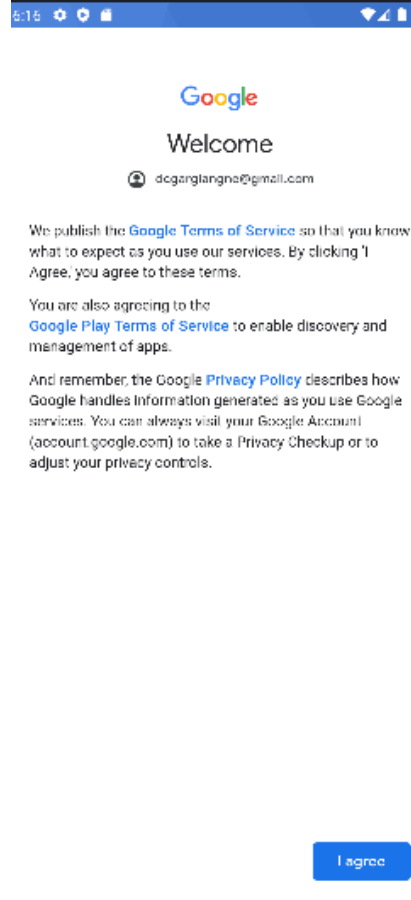 6:16
Google
Welcome
dcgarglangne@gmail.com
We publish the Google Terms of Service so that you know
what to expect as you use our services. By clicking 'I
Agree,' you agree to these terms.
You are also agreeing to the
Google Play Terms of Service to enable discovery and
management of apps.
And remember, the Google Privacy Policy describes how
Google handles information generated as you use Google
services. You can always visit your Google Account
(account.google.com) to take a Privacy Checkup or to
adjust your privacy controls.
I agree